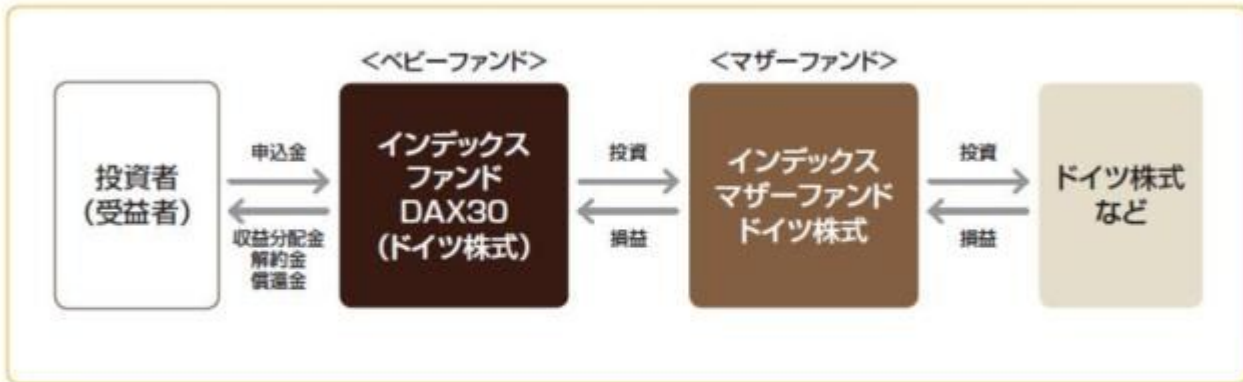 <ベビーファンド>
<マザーファンド>
投資者
(受益者)
申込金
収益分配金
解約金
償還金
インデックス
ファンド
DAX30
(ドイツ株式)
投資
損益
インデックス
マザーファンド
ドイツ株式
投資
損益
ドイツ株式
など